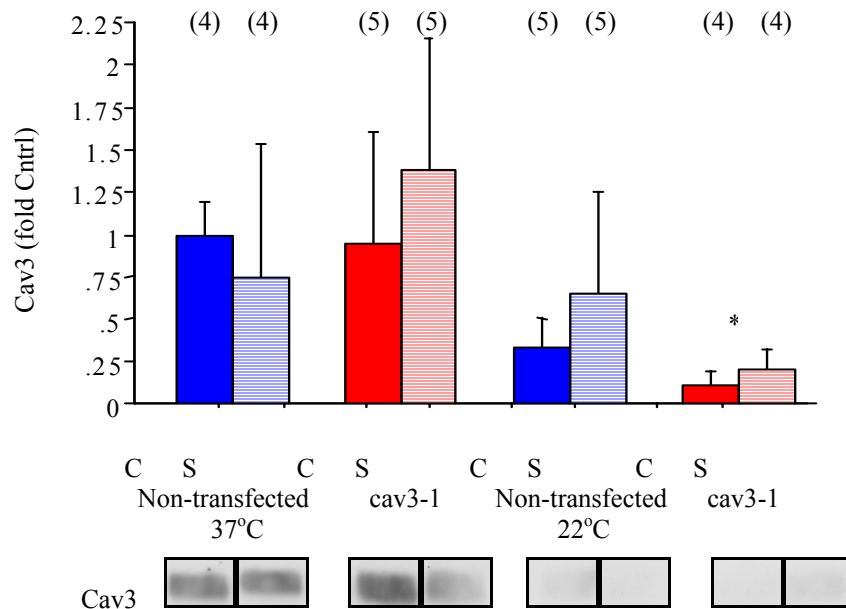 2.25 (4) (4) (5) (5) (5) (5) (4) (4)
2
1.75
1.5
1.25
1
.75
.5
.25
0
Cav3 (fold Cntrl)
*
C S C S C S C S
Non-transfected cav3-1 Non-transfected cav3-1
37°C 22°C
Cav3